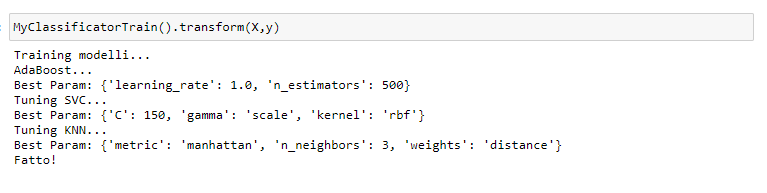 MyClassificatorTrain().transform(X,y)
Training modelli...
AdaBoost...
Best Param: {'learning_rate': 1.0, 'n_estimators': 500}
Tuning SVC...
Best Param: {'C': 150, 'gamma': 'scale', 'kernel': 'rbf'}
Tuning KNN...
Best Param: {'metric': 'manhattan', 'n_neighbors': 3, 'weights': 'distance'}
Fatto!